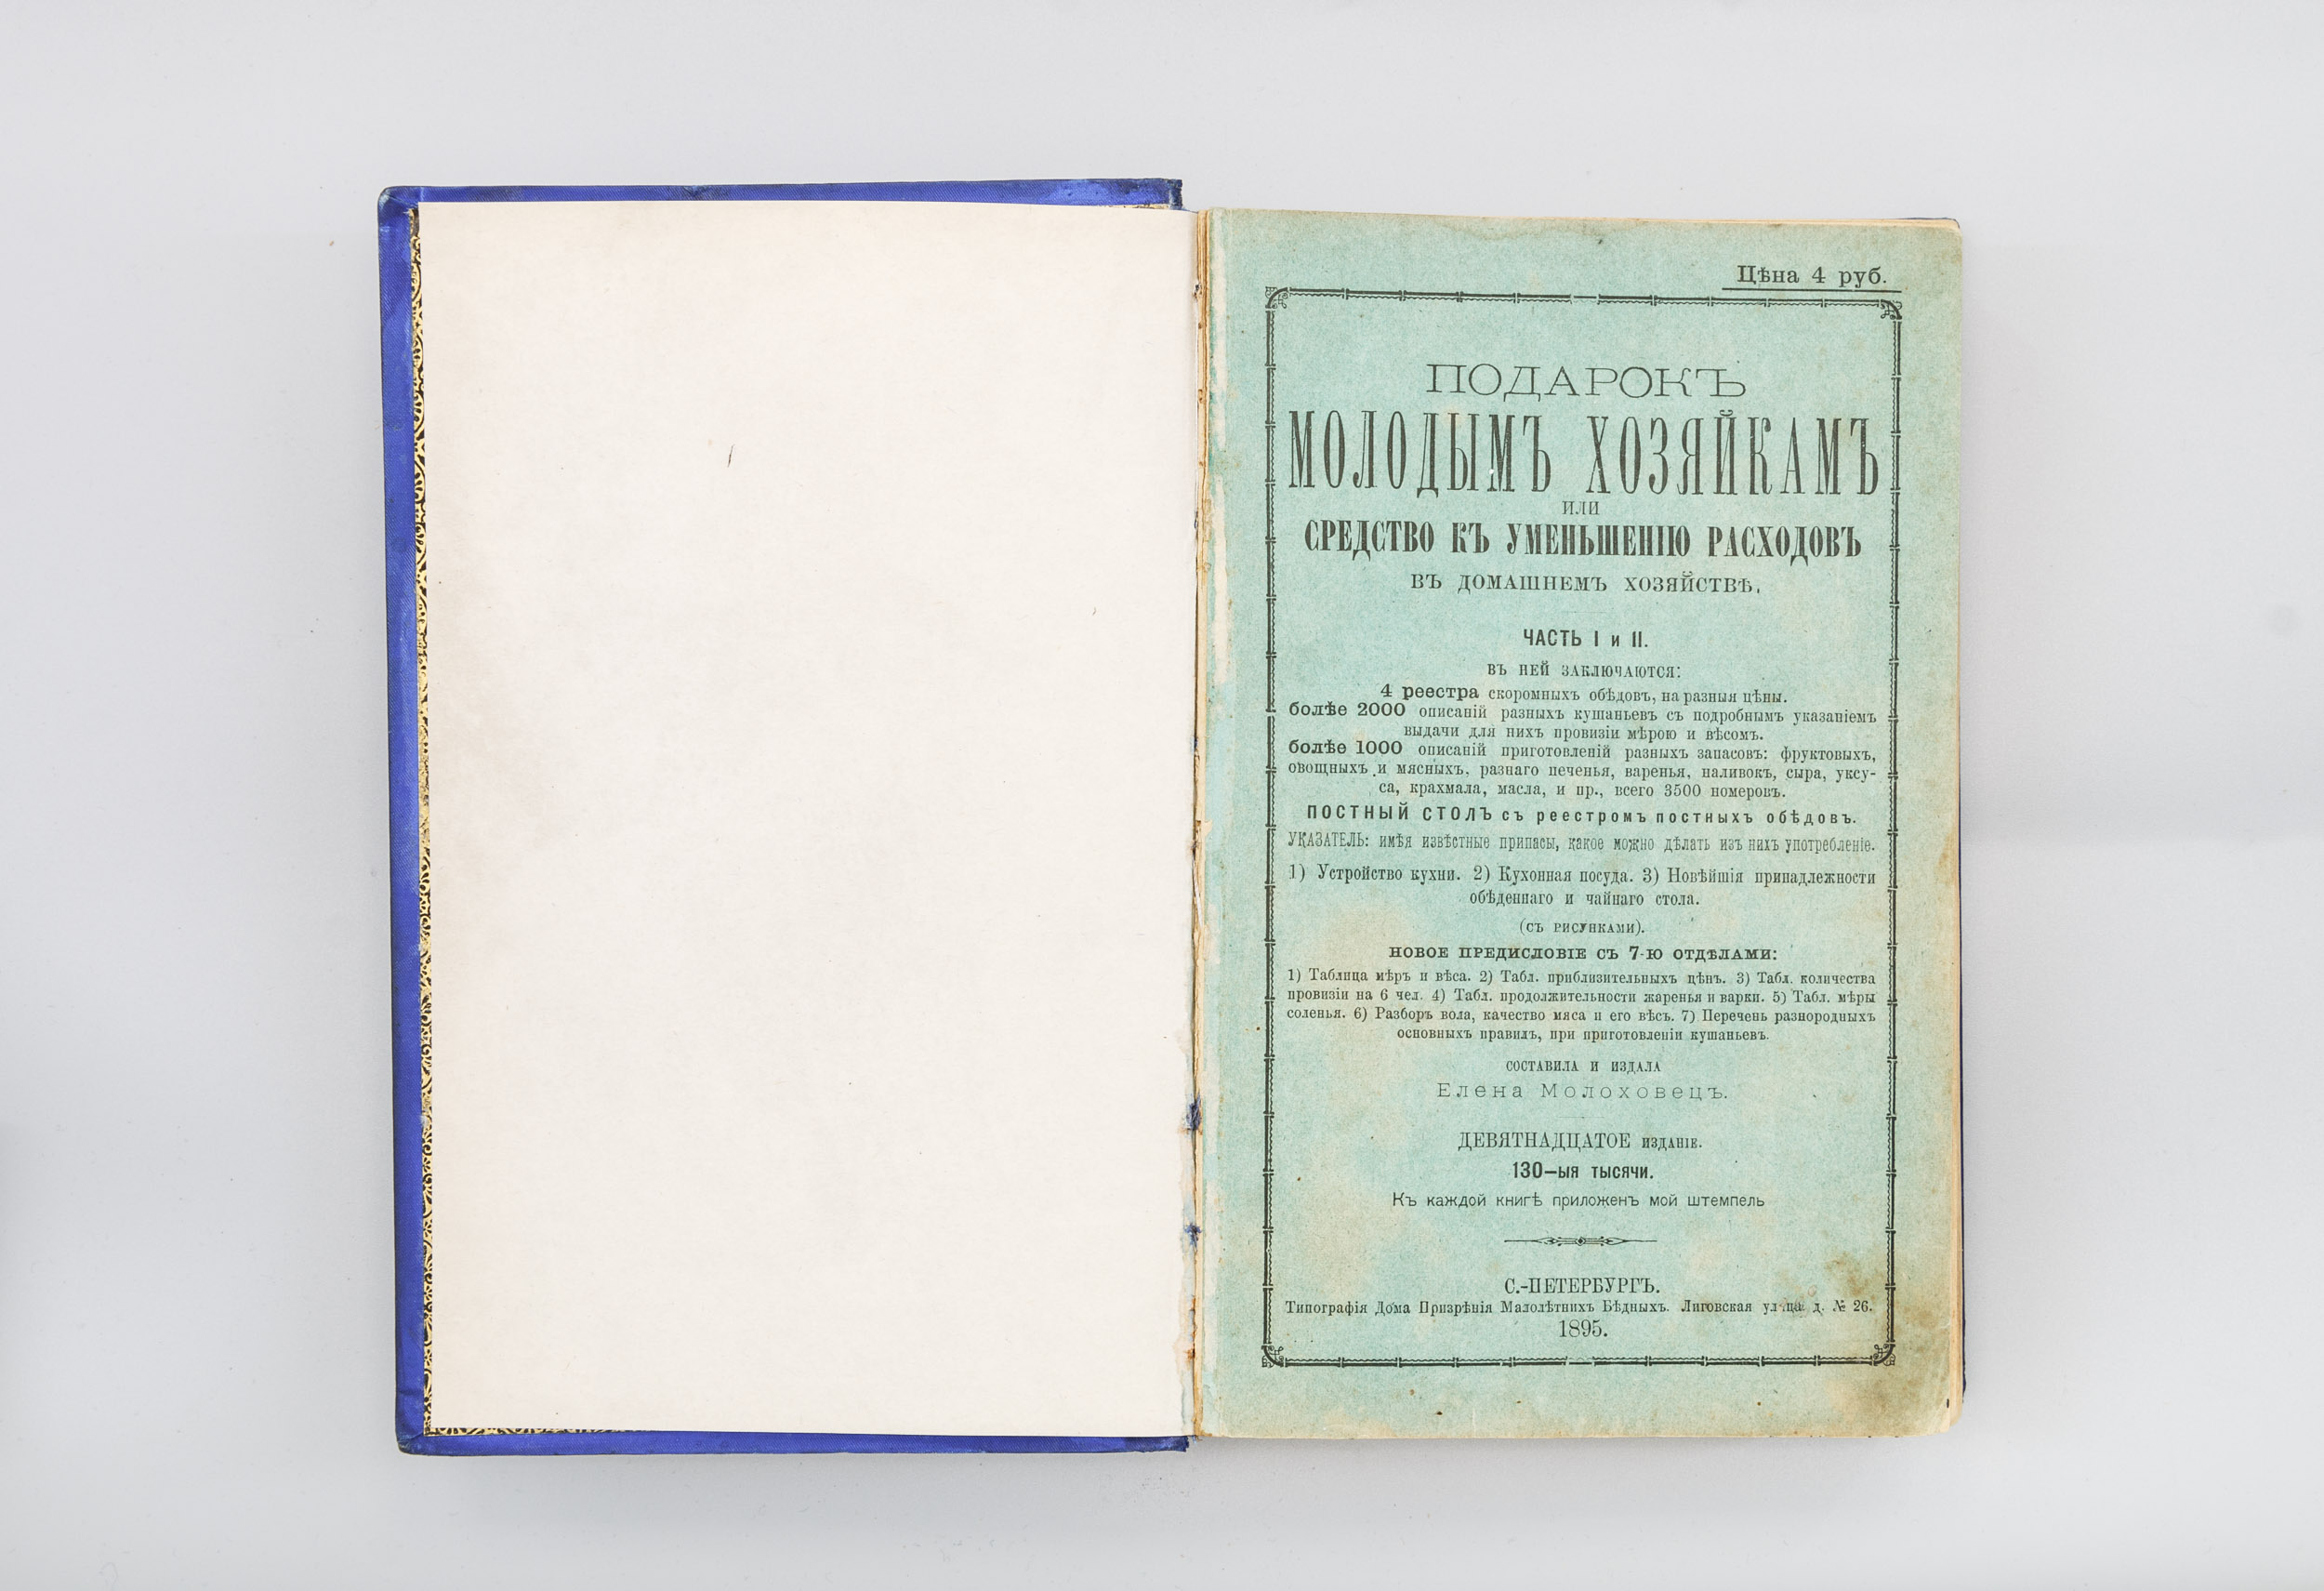 Цѣна 4 руб.
ПОДАРОКЪ
МОЛОДЫМЪ ХОЗЯЙКАМЪ
ИЛИ
СРЕДСТВО КЪ УМЕНЬШЕНІЮ РАСХОДОВЪ
ВЪ ДОМАШНЕМЪ ХОЗЯЙСТВѢ.
ЧАСТЬ I и II.
ВЪ НЕЙ ЗАКЛЮЧАЮТСЯ:
4 реестра скоромныхъ обѣдовъ, на разныя цѣны.
болѣе 2000 описаній разныхъ кушаньевъ съ подробнымъ указаніемъ
выдачи для нихъ провизіи мѣрою и вѣсомъ.
болѣе 1000 описаній приготовленій разныхъ запасовъ: фруктовыхъ,
овощныхъ и мясныхъ, разнаго печенья, варенья, наливокъ, сыра, уксу-
са, крахмала, масла, и пр., всего 3500 номеровъ.
ПОСТНЫЙ СТОЛЪ съ реестромъ постныхъ обѣдовъ.
УКАЗАТЕЛЬ: имѣя извѣстные припасы, какое можно дѣлать изъ нихъ употребленіе.
1) Устройство кухни. 2) Кухонная посуда. 3) Новѣйшія принадлежности
обѣденнаго и чайнаго стола.
(СЪ РИСУНКАМИ).
НОВОЕ ПРЕДИСЛОВІЕ СЪ 7-Ю ОТДѢЛАМИ:
1) Таблица мѣръ и вѣса. 2) Табл. приблизительныхъ цѣнъ. 3) Табл. количества
провизіи на 6 чел. 4) Табл. продолжительности жаренья и варки. 5) Табл. мѣры
соленья. 6) Разборъ вола, качество мяса и его вѣсъ. 7) Перечень разнородныхъ
основныхъ правилъ, при приготовленіи кушаньевъ.
СОСТАВИЛА И ИЗДАЛА
Елена Молоховецъ.
ДЕВЯТНАДЦАТОЕ ИЗДАНІЕ.
130-ЫЯ ТЫСЯЧИ.
Къ каждой книгѣ приложенъ мой штемпель
С.-ПЕТЕРБУРГЪ.
Типографія Дома Призрѣнія Малолѣтнихъ Бѣдныхъ. Лиговская улица д. № 26.
1895.